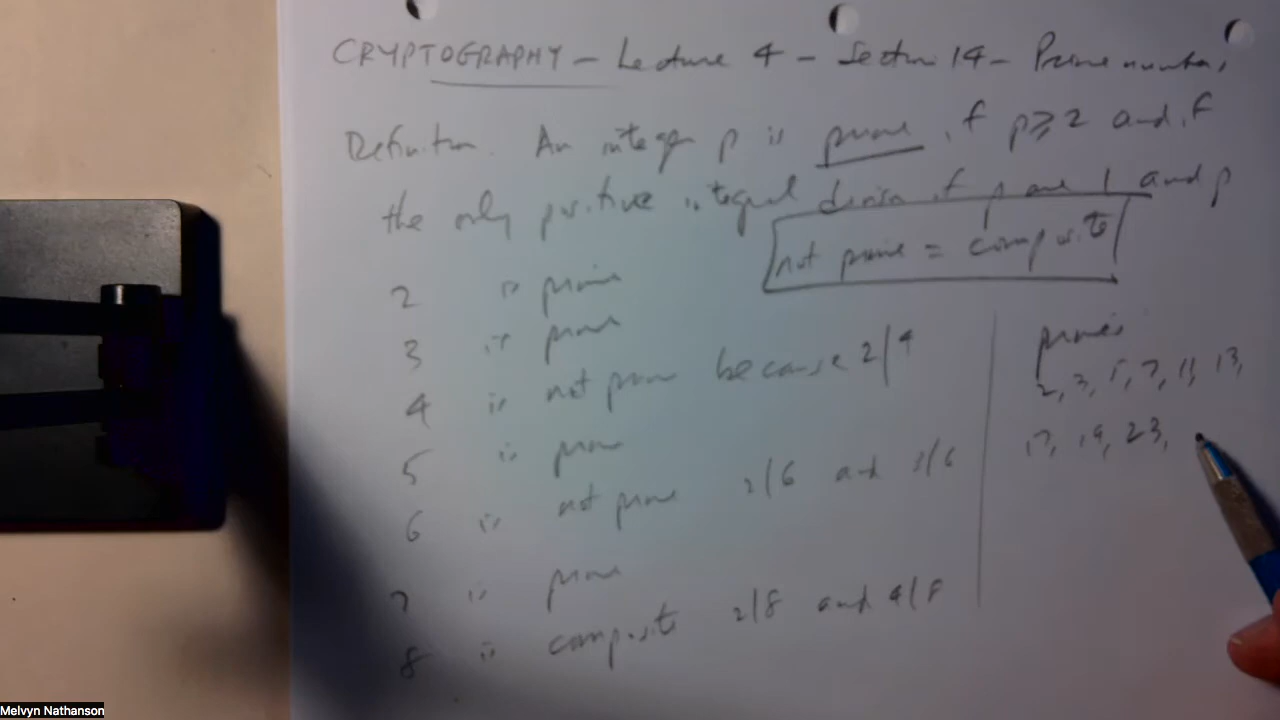 CRYPTOGRAPHY – Lecture 4 – Section 14 – Prime numbers
Definition. An integer p is prime if p ≥ 2 and if
the only positive integral divisors of p are 1 and p
not prime = composite
2 is prime
3 is prime
4 is not prime because 2|4
5 is prime
6 is not prime 2|6 and 3|6
7 is prime
8 is composite 2|8 and 4|8
primes
2, 3, 5, 7, 11, 13,
17, 19, 23,
Melvyn Nathanson